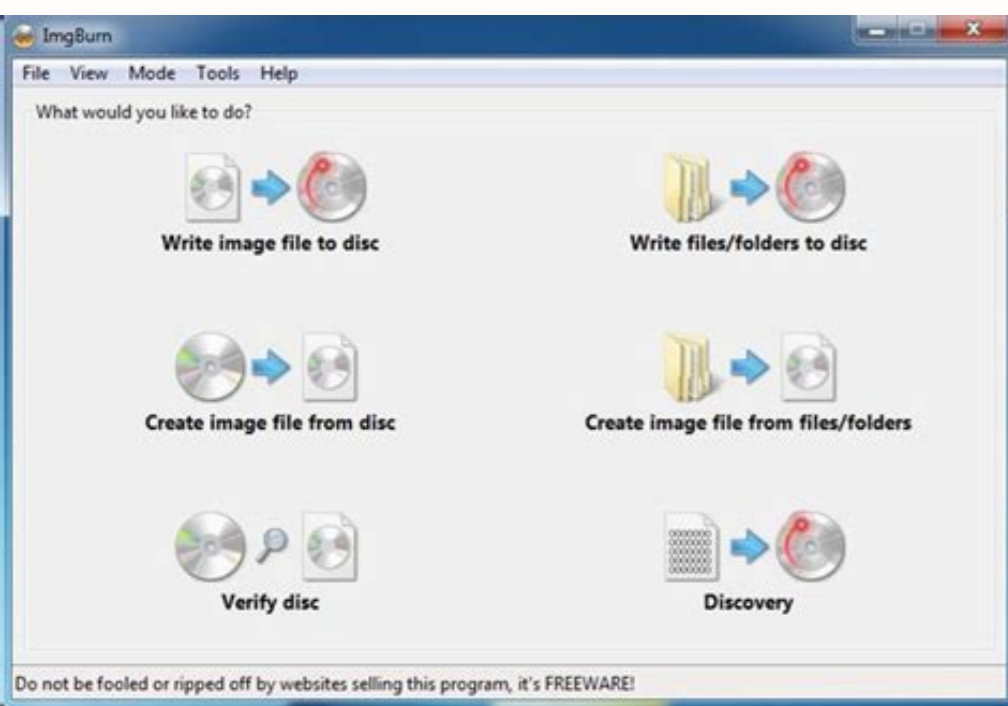 ImgBurn
File View Mode Tools Help
What would you like to do?
Write image file to disc
Write files/folders to disc
Create image file from disc
Create image file from files/folders
Verify disc
Discovery
Do not be fooled or ripped off by websites selling this program, it's FREEWARE!